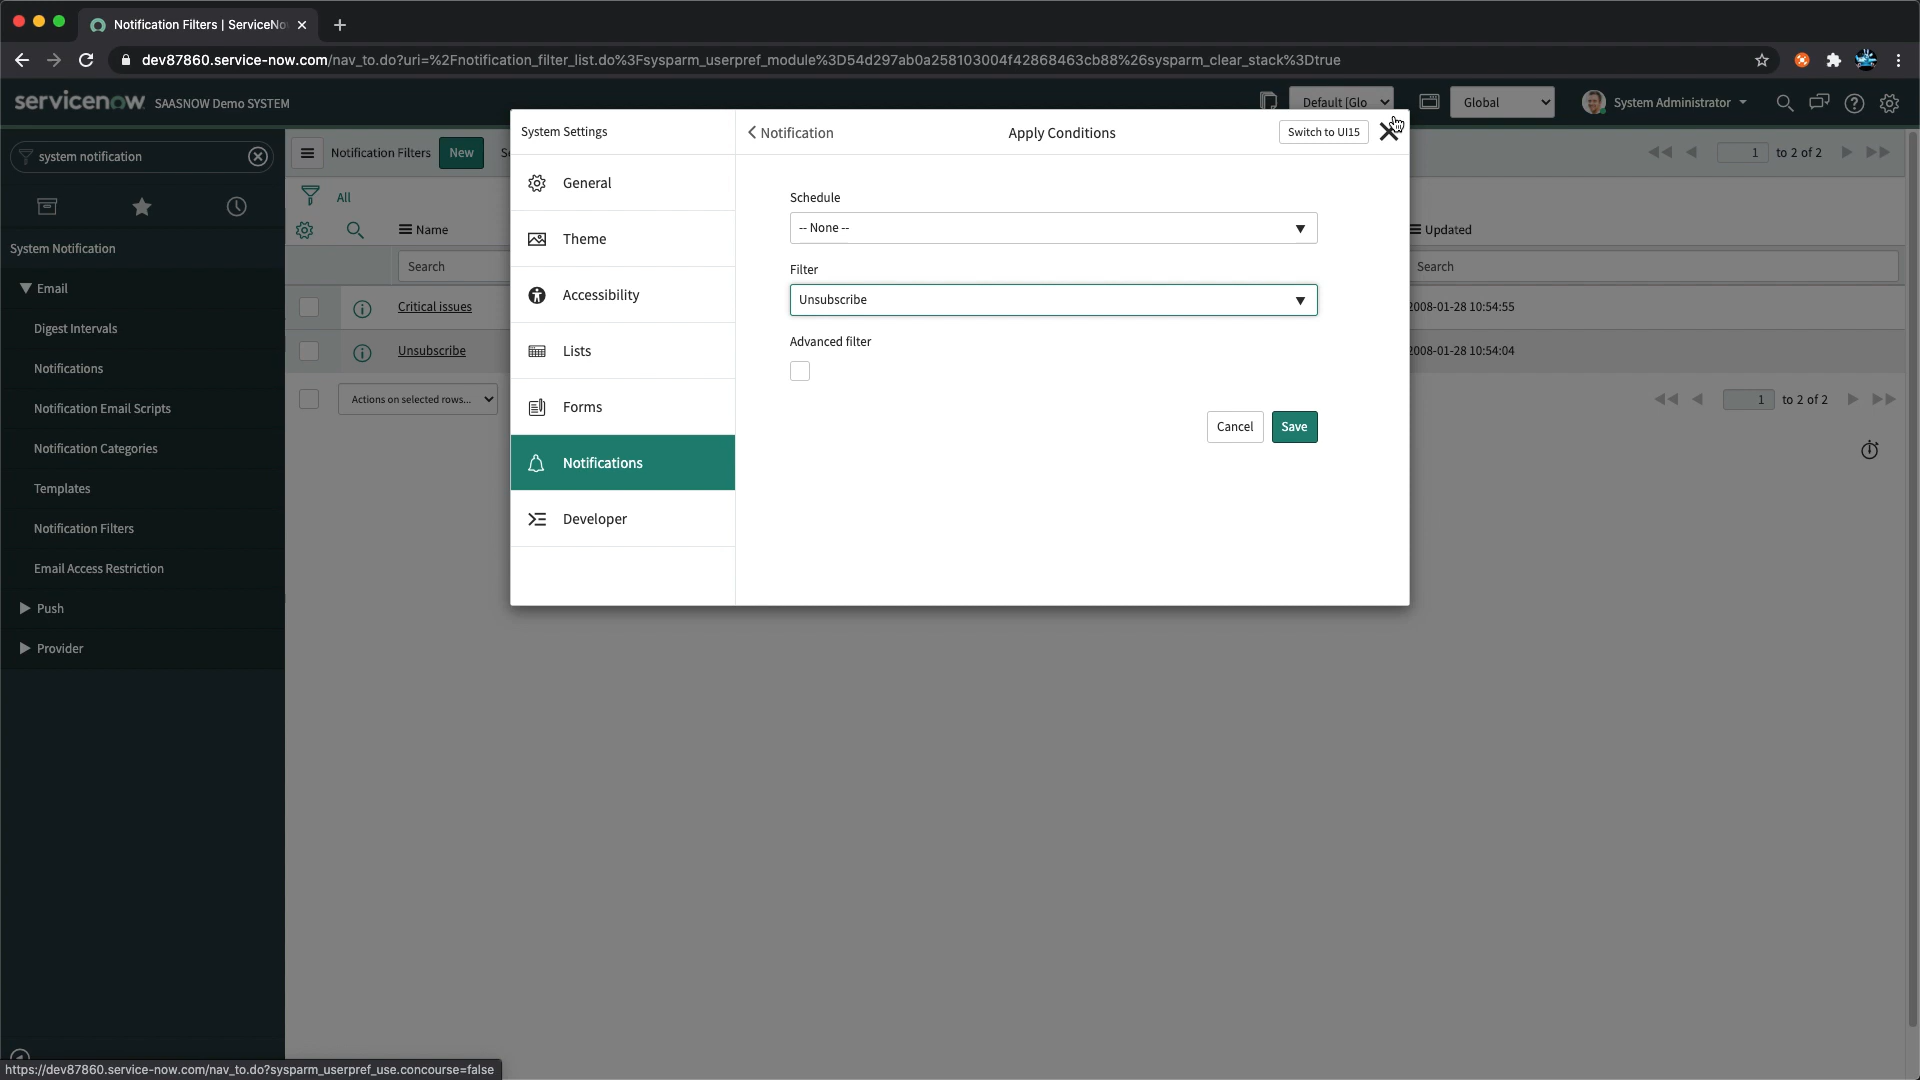 Notification Filters | ServiceNo
dev87860.service-now.com/nav_to.do?uri=%2Fnotification_filter_list.do%3Fsysparm_userpref_module%3D54d297ab0a258103004f42868463cb88%26sysparm_clear_stack%3Dtrue
servicenow SAASNOW Demo SYSTEM
Default [Glo
Global
System Administrator
system notification
System Notification
Email
Digest Intervals
Notifications
Notification Email Scripts
Notification Categories
Templates
Notification Filters
Email Access Restriction
Push
Provider
Notification Filters New
All
Name
Search
Critical issues
Unsubscribe
Actions on selected rows...
System Settings
General
Theme
Accessibility
Lists
Forms
Notifications
Developer
Notification
Apply Conditions
Switch to UI15
Schedule
-- None --
Filter
Unsubscribe
Advanced filter
Cancel
Save
1 to 2 of 2
Updated
Search
2008-01-28 10:54:55
2008-01-28 10:54:04
1 to 2 of 2
https://dev87860.service-now.com/nav_to.do?sysparm_userpref_use.concourse=false